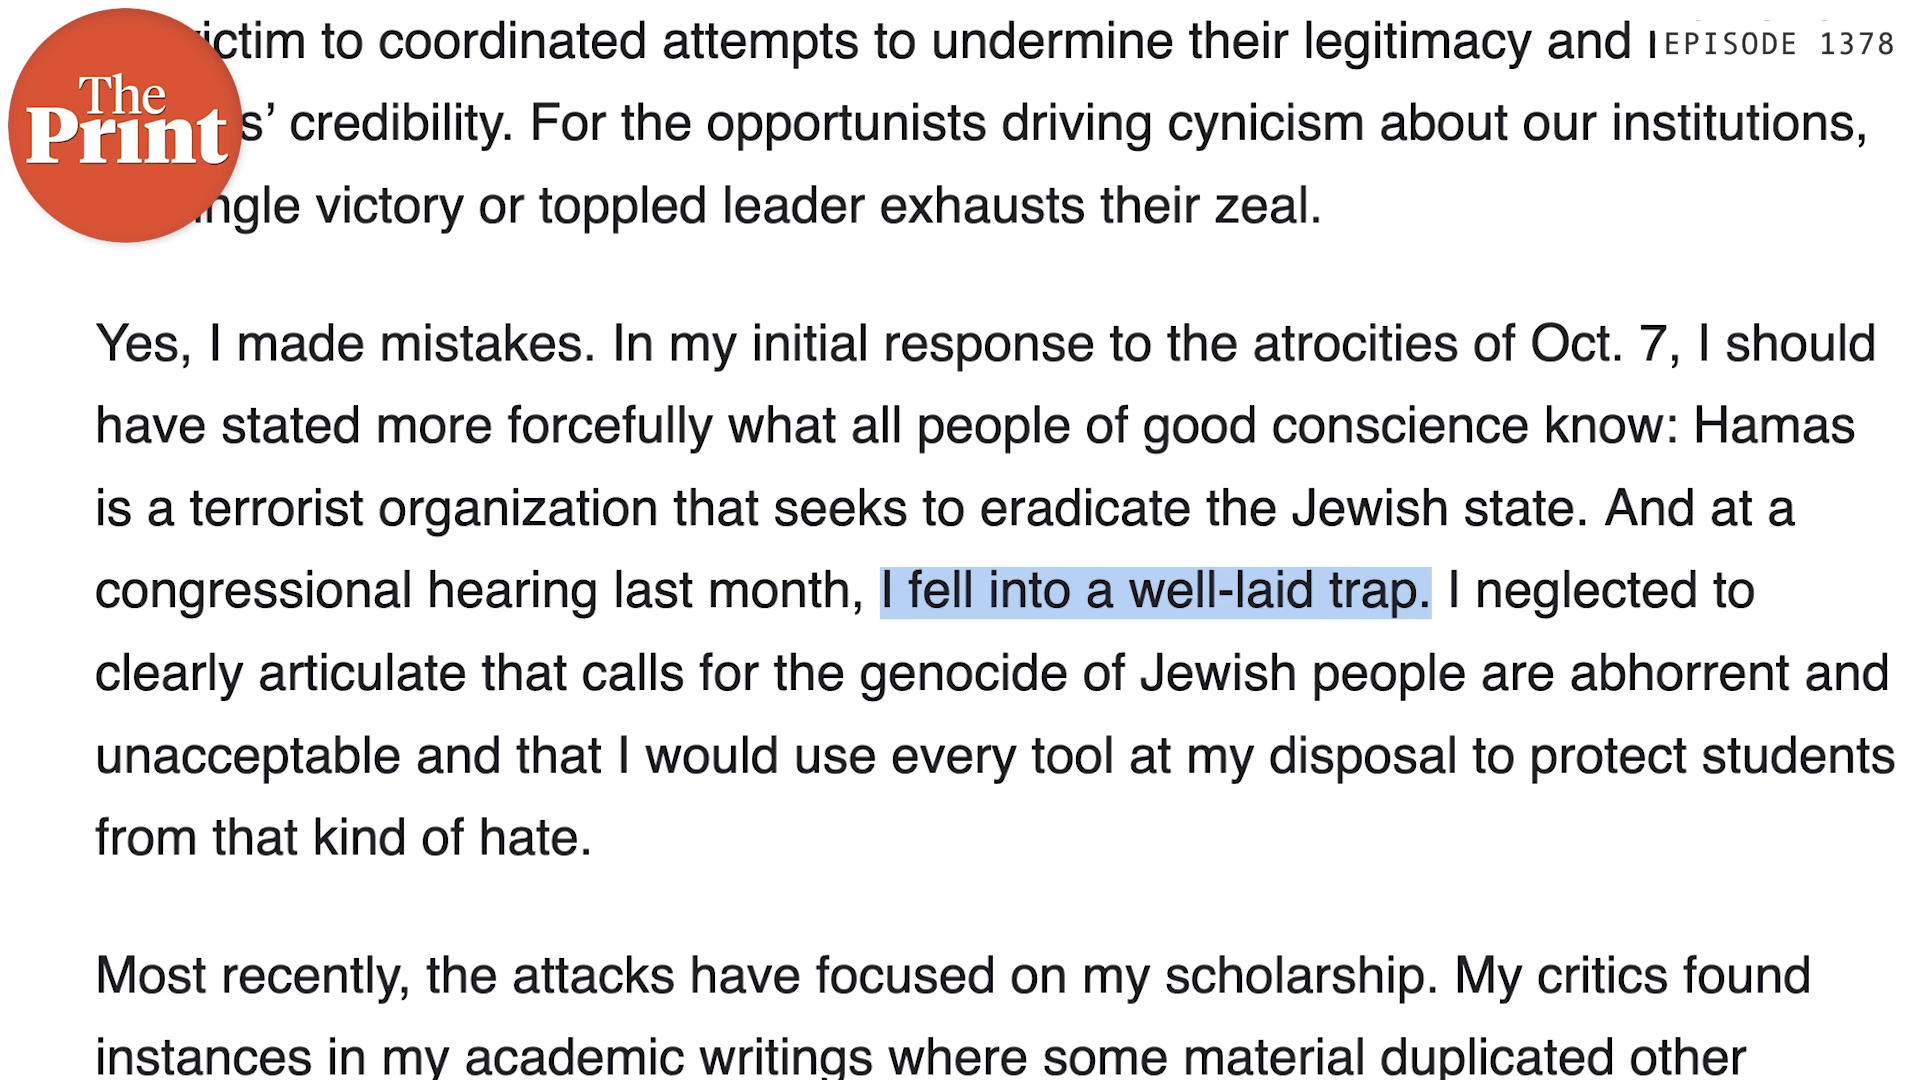 The
Print
EPISODE 1378
victim to coordinated attempts to undermine their legitimacy and
s’ credibility. For the opportunists driving cynicism about our institutions,
victory or toppled leader exhausts their zeal.
Yes, I made mistakes. In my initial response to the atrocities of Oct. 7, I should
have stated more forcefully what all people of good conscience know: Hamas
is a terrorist organization that seeks to eradicate the Jewish state. And at a
congressional hearing last month, I fell into a well-laid trap. I neglected to
clearly articulate that calls for the genocide of Jewish people are abhorrent and
unacceptable and that I would use every tool at my disposal to protect students
from that kind of hate.
Most recently, the attacks have focused on my scholarship. My critics found
instances in my academic writings where some material duplicated other